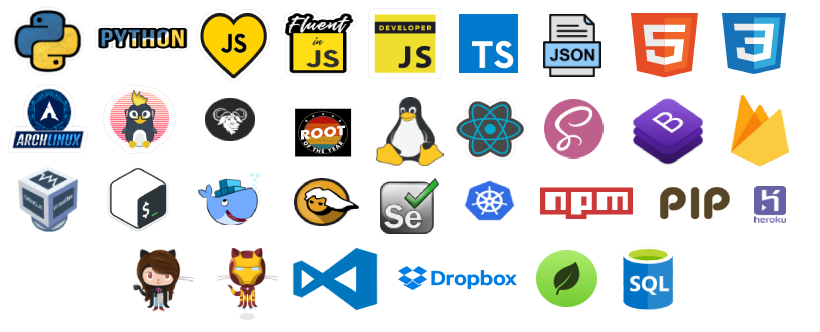 PYTHON
JS
Fluent
in
JS
DEVELOPER
JS
TS
JSON
5
3
ARCHLINUX
ROOT
OF THE YEAR
B
ORACLE
$_
Se
npm
PIP
heroku
Dropbox
SQL